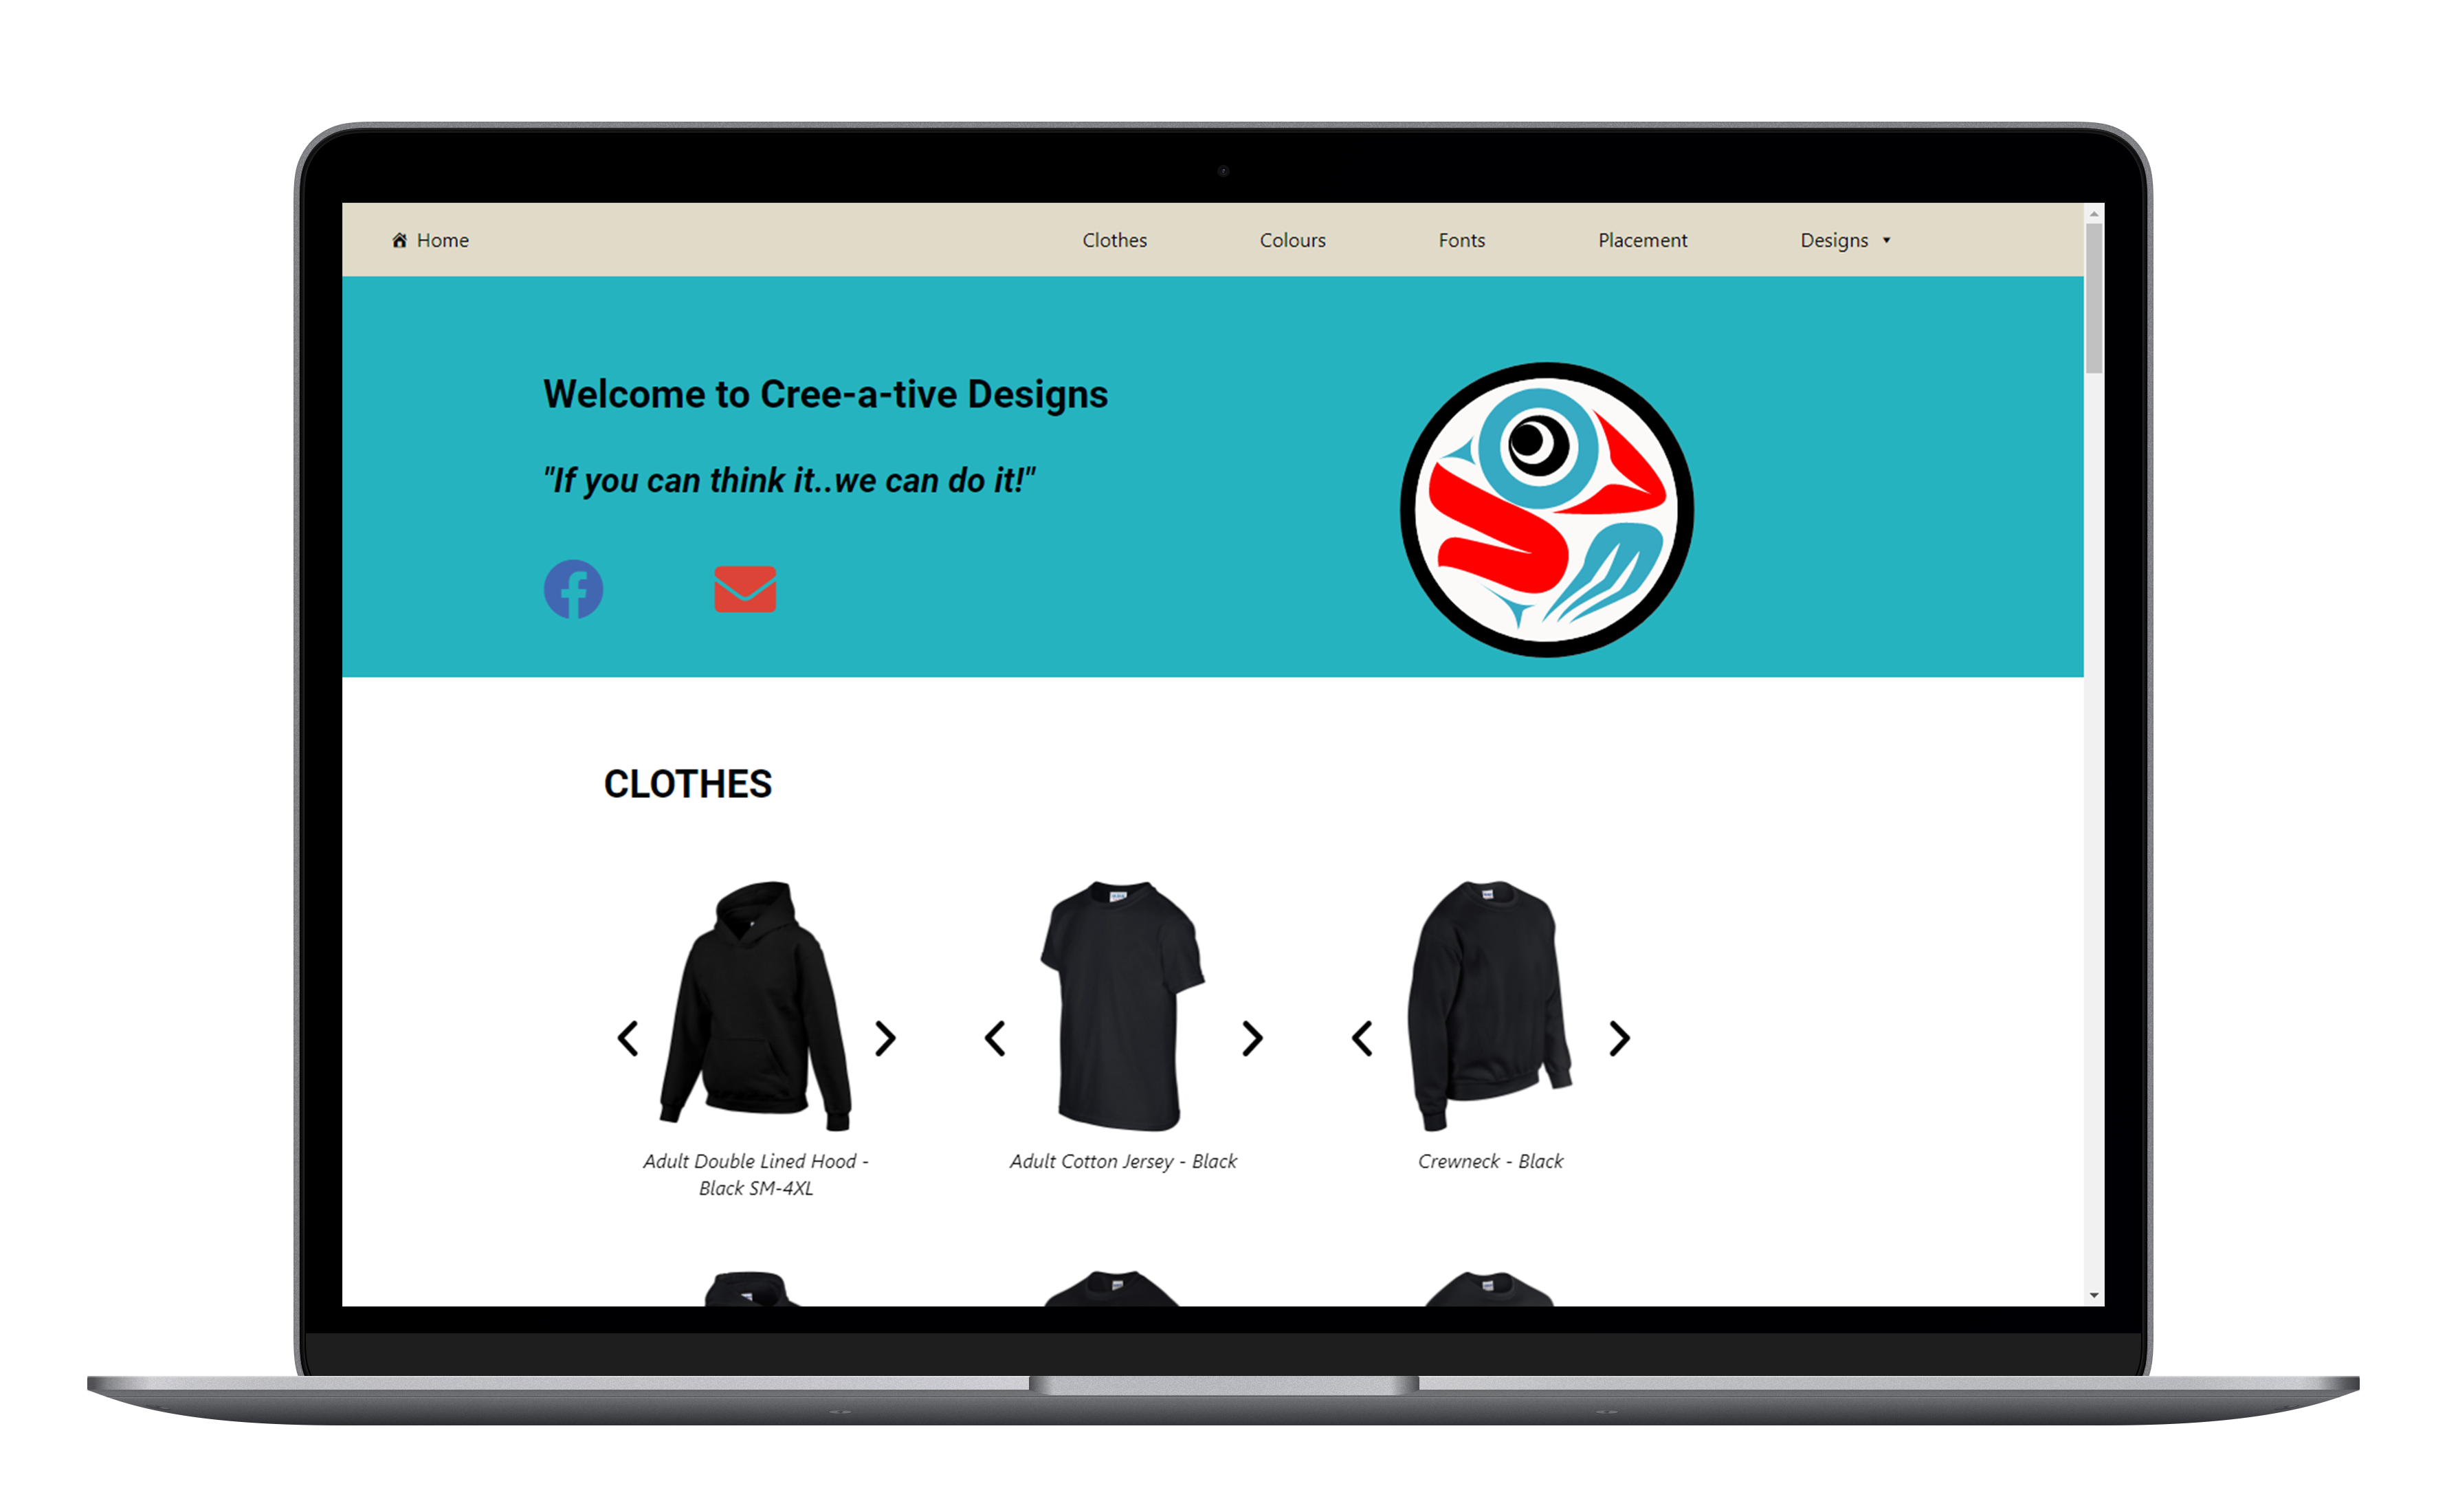 Home
Clothes
Colours
Fonts
Placement
Designs
Welcome to Cree-a-tive Designs
"If you can think it..we can do it!"
CLOTHES
Adult Double Lined Hood -
Black SM-4XL
Adult Cotton Jersey - Black
Crewneck - Black